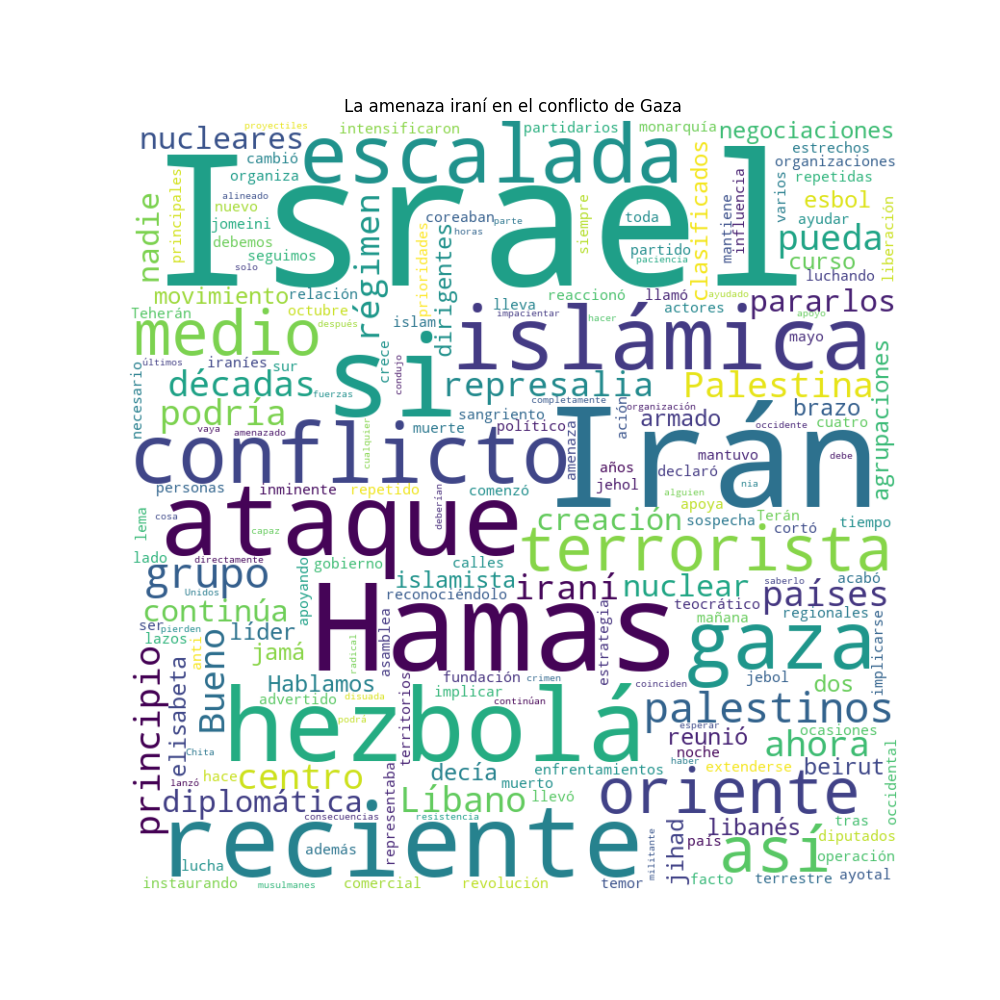 La amenaza iraní en el conflicto de Gaza
proyectiles
nucleares
intensificaron
escalada
partidarios
monarquía
negociaciones
cambió
organiza
Israel
estrechos
organizaciones
repetidas
principales
alineado
nuevo
jomeini
debemos
seguimos
solo
nadie
régimen
prioridades
dirigentes
coreaban
parte
horas
siempre
toda
partido
paciencia
clasificados
mantiene
influencia
varios
esbol
ayudar
pueda
curso
luchando
liberación
movimiento
relación
Teherán
octubre
después
medio
islam
lleva
impacientar
reaccionó
hacer
llamó
ayudado
actores
apoyo
pararlos
mayo
islámica
si
últimos
iraníes
sur
crece
condujo
décadas
fuerzas
represalia
completamente
Palestina
agrupaciones
necesario
podría
vaya
amenazado
cualquier
sangriento
muerte
político
Irán
amenaza
ación
organización
armado
occidente
brazo
cuatro
conflicto
mantuvo
declaró
debe
años
jehol
nia
personas
inminente
repetido
comenzó
deberían
alguien
apoya
ataque
cosa
capaz
lema
creación
sospecha
Terán
cortó
tiempo
terrorista
lado
directamente
gobierno
calles
grupo
Unidos
apoyando
islamista
reconociéndolo
iraní
nuclear
saberlo
acabó
países
teocrático
regionales
continúa
Hamas
estrategia
mañana
gaza
implicarse
ser
pierden
lazos
anti
líder
jamá
radical
asamblea
principio
elisabeta
Bueno
Hablamos
fundación
crimen
coinciden
jebol
dos
advertido
disuada
implicar
continúan
territorios
podrá
hezbolá
palestinos
ocasiones
Chita
esperar
reunió
ahora
noche
haber
lanzó
hace
centro
decía
enfrentamientos
extenderse
beirut
occidental
muerto
diplomática
representaba
Líbano
llevó
oriente
consecuencias
resistencia
libanés
tras
diputados
reciente
además
militante
jihad
país
así
operación
lucha
instaurando
musulmanes
comercial
revolución
temor
facto
terrestre
ayotal